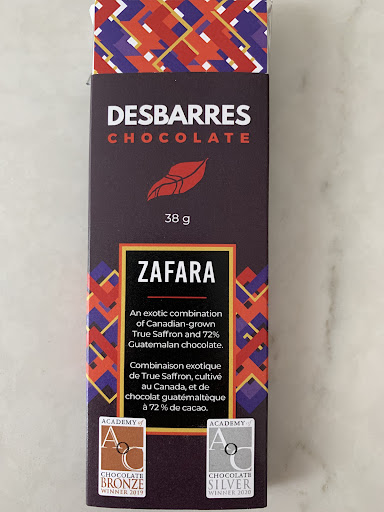 DESBARRES
CHOCOLATE
38 g
ZAFARA
An exotic combination
of Canadian-grown
True Saffron and 72%
Guatemalan chocolate.
Combinaison exotique
de True Saffron, cultivé
au Canada, et de
chocolat guatémaltèque
à 72 % de cacao.
ACADEMY of
AoC
CHOCOLATE
BRONZE
WINNER 2019
ACADEMY of
AoC
CHOCOLATE
SILVER
WINNER 2020